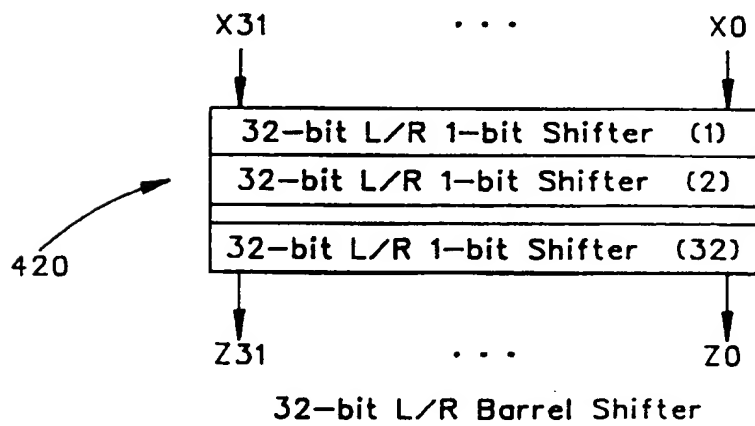 X31 ... X0
32-bit L/R 1-bit Shifter (1)
32-bit L/R 1-bit Shifter (2)
32-bit L/R 1-bit Shifter (32)
420
Z31 ... Z0
32-bit L/R Barrel Shifter